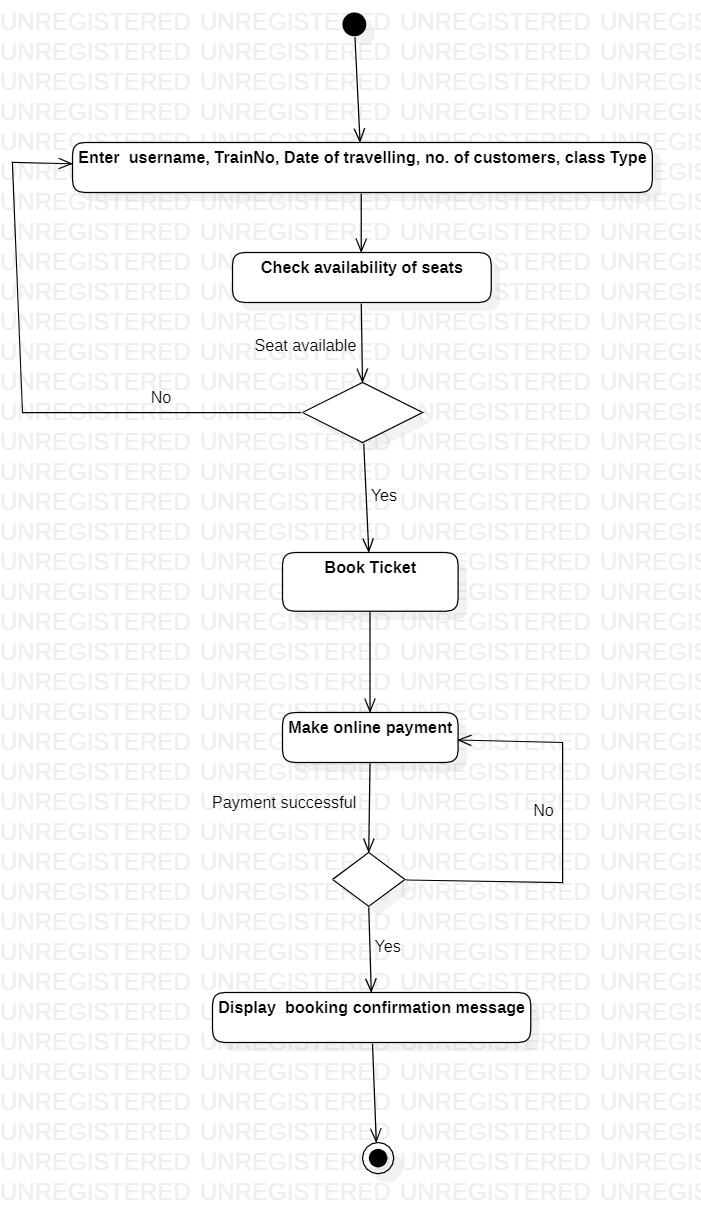 Enter  username, TrainNo, Date of travelling, no. of customers, class Type
Check availability of seats
Seat available
No
Yes
Book Ticket
Make online payment
Payment successful
No
Yes
Display  booking confirmation message
UNREGISTERED